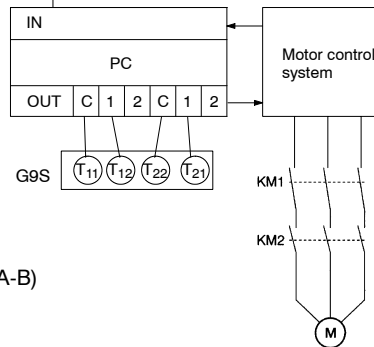 IN
Motor control
system
PC
OUT C 1 2 C 1 2
G9S T11 T12 T22 T21
KM1
KM2
A-B)
M